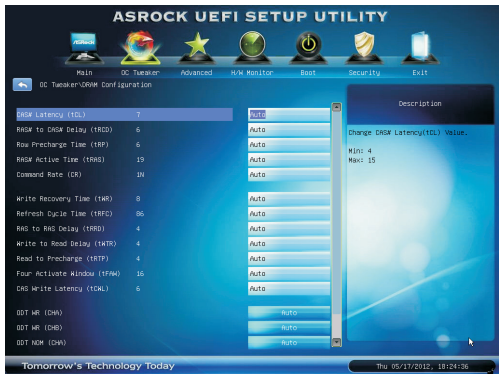 ASROCK UEFI SETUP UTILITY
ASRock
Main OC Tweaker Advanced H/W Monitor Boot Security Exit
OC Tweaker\DRAM Configuration
Description
CAS# Latency (tCL) 7 Auto
Change CAS# Latency(tCL) Value.
RAS# to CAS# Delay (tRCD) 6 Auto
Row Precharge Time (tRP) 6 Auto
Min: 4
RAS# Active Time (tRAS) 19 Auto
Max: 15
Command Rate (CR) 1N Auto
Write Recovery Time (tWR) 8 Auto
Refresh Cycle Time (tRFC) 86 Auto
RAS to RAS Delay (tRRD) 4 Auto
Write to Read Delay (tWTR) 4 Auto
Read to Precharge (tRTP) 4 Auto
Four Activate Window (tFAW) 16 Auto
CAS Write Latency (tCWL) 6 Auto
ODT WR (CHA) Auto
ODT WR (CHB) Auto
ODT NOM (CHA) Auto
Tomorrow's Technology Today
Thu 05/17/2012, 18:24:36